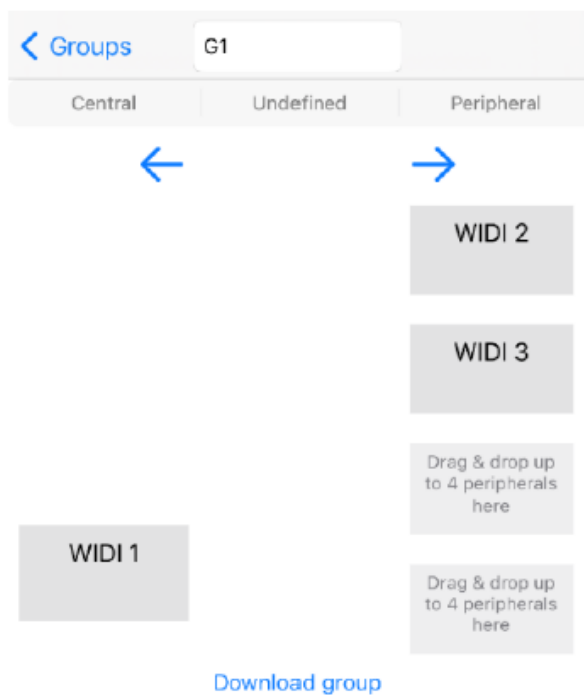 Groups
G1
Central
Undefined
Peripheral
WIDI 2
WIDI 3
Drag & drop up
to 4 peripherals
here
WIDI 1
Drag & drop up
to 4 peripherals
here
Download group